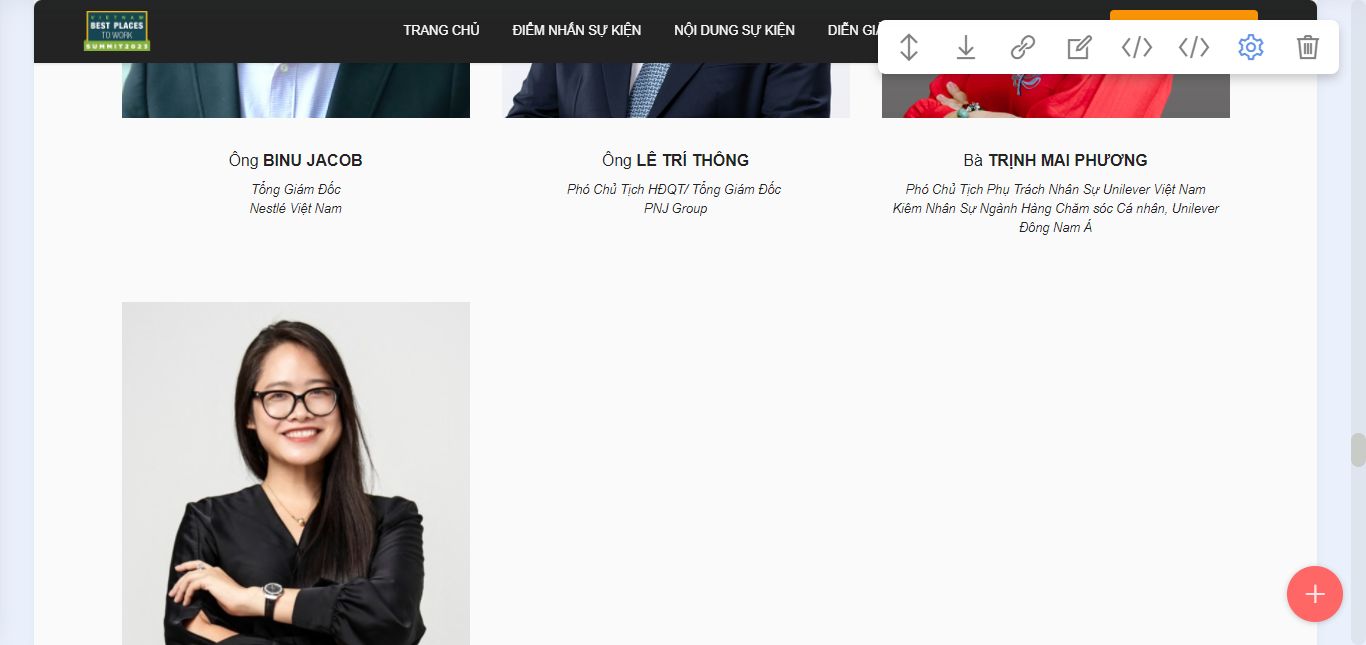 VIETNAM
BEST PLACES
TO WORK
SUMMIT2023
TRANG CHỦ
ĐIỂM NHẤN SỰ KIỆN
NỘI DUNG SỰ KIỆN
DIỄN GI
Ông BINU JACOB
Tổng Giám Đốc
Nestlé Việt Nam
Ông LÊ TRÍ THÔNG
Phó Chủ Tịch HĐQT/ Tổng Giám Đốc
PNJ Group
Bà TRỊNH MAI PHƯƠNG
Phó Chủ Tịch Phụ Trách Nhân Sự Unilever Việt Nam
Kiêm Nhân Sự Ngành Hàng Chăm sóc Cá nhân, Unilever
Đông Nam Á